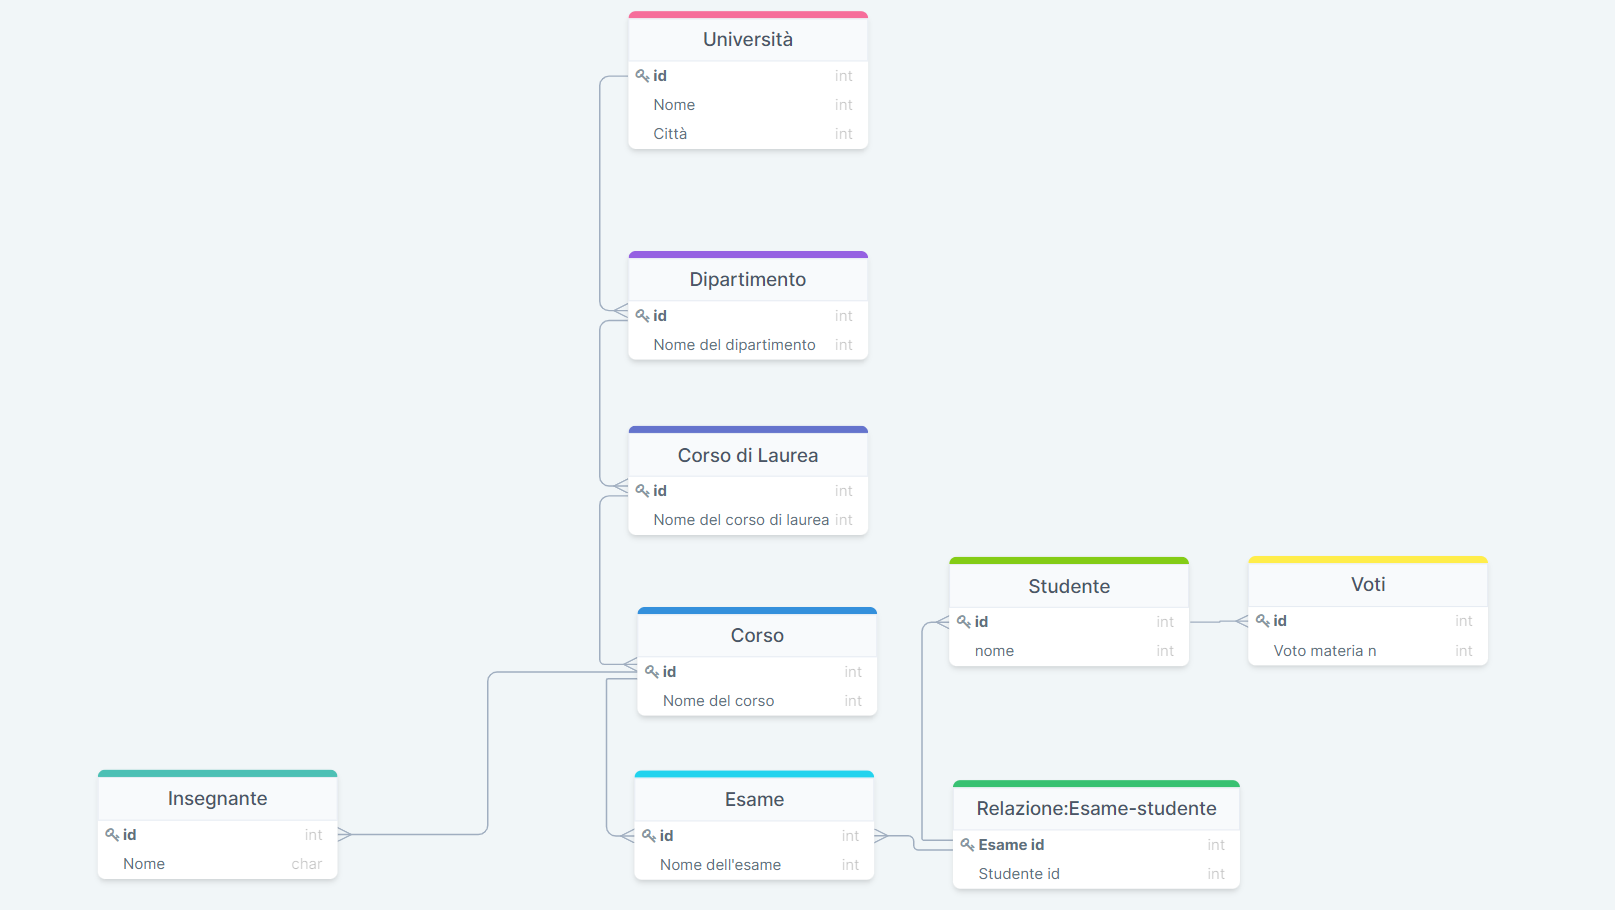 Università
id int
Nome int
Città int
Dipartimento
id int
Nome del dipartimento int
Corso di Laurea
id int
Nome del corso di laurea int
Corso
id int
Nome del corso int
Studente
id int
nome int
Voti
id int
Voto materia n int
Insegnante
id int
Nome char
Esame
id int
Nome dell'esame int
Relazione:Esame-studente
Esame id int
Studente id int